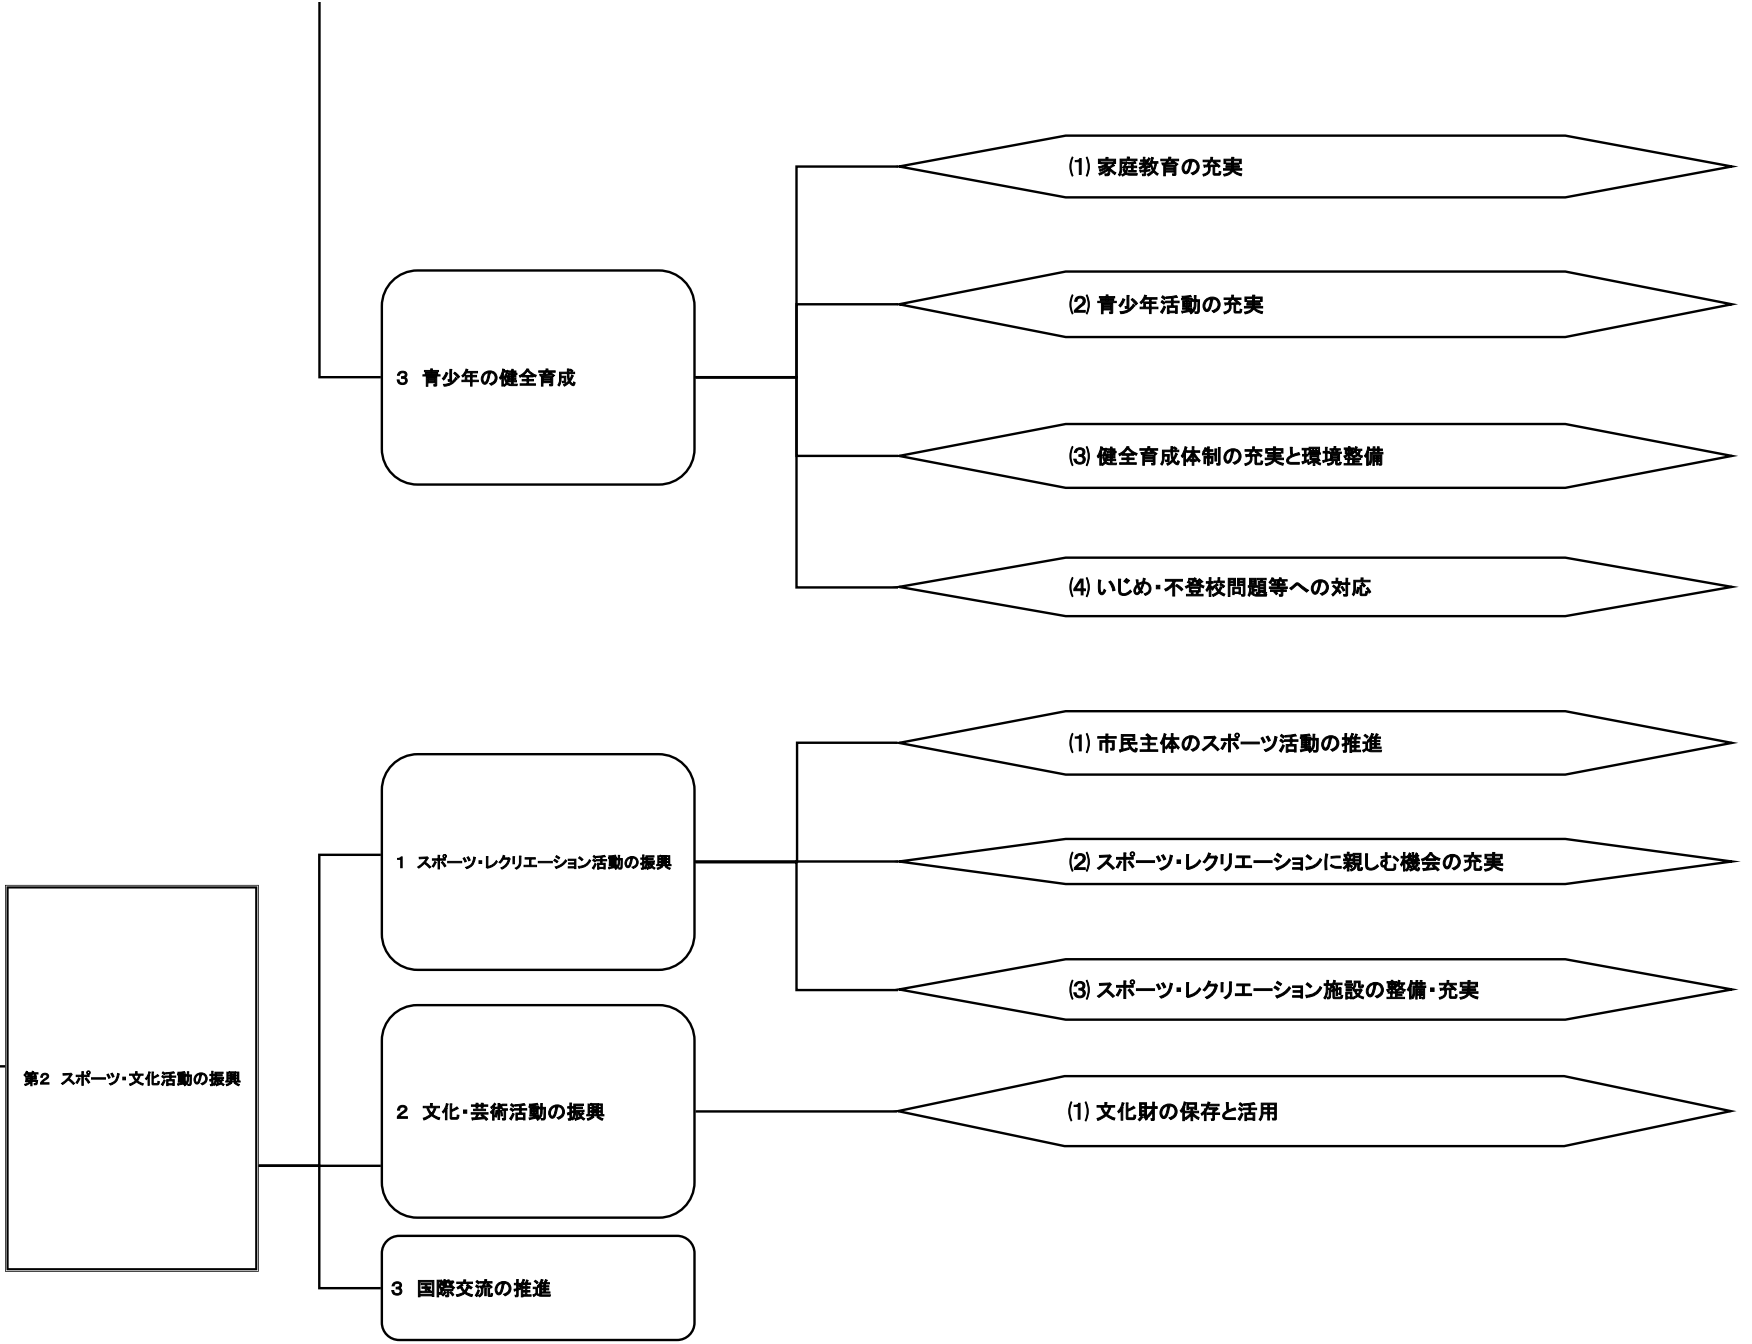 ⑴ 家庭教育の充実
⑵ 青少年活動の充実
3 青少年の健全育成
⑶ 健全育成体制の充実と環境整備
⑷ いじめ・不登校問題等への対応
⑴ 市民主体のスポーツ活動の推進
1 スポーツ・レクリエーション活動の振興
⑵ スポーツ・レクリエーションに親しむ機会の充実
⑶ スポーツ・レクリエーション施設の整備・充実
第2 スポーツ・文化活動の振興
2 文化・芸術活動の振興
⑴ 文化財の保存と活用
3 国際交流の推進